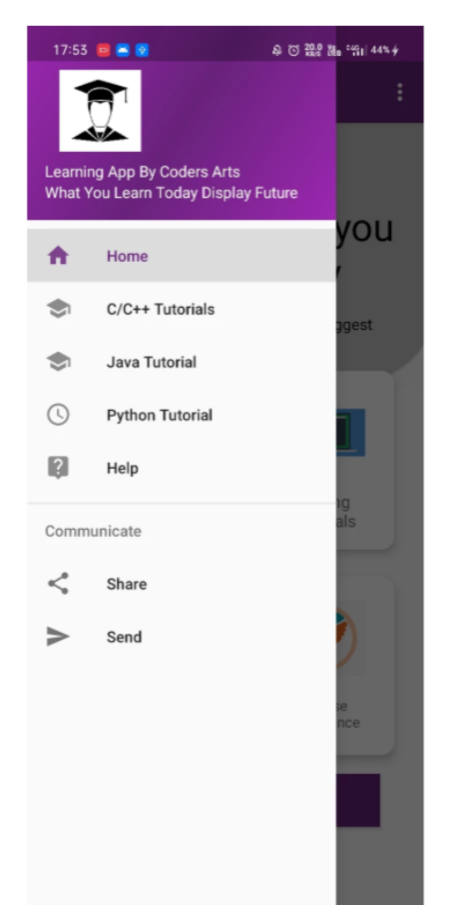 17:53
20.0 KB/S 44%
Learning App By Coders Arts
What You Learn Today Display Future
you
Home
C/C++ Tutorials
ggest
Java Tutorial
Python Tutorial
Help
ng
als
Communicate
Share
Send
se
nce